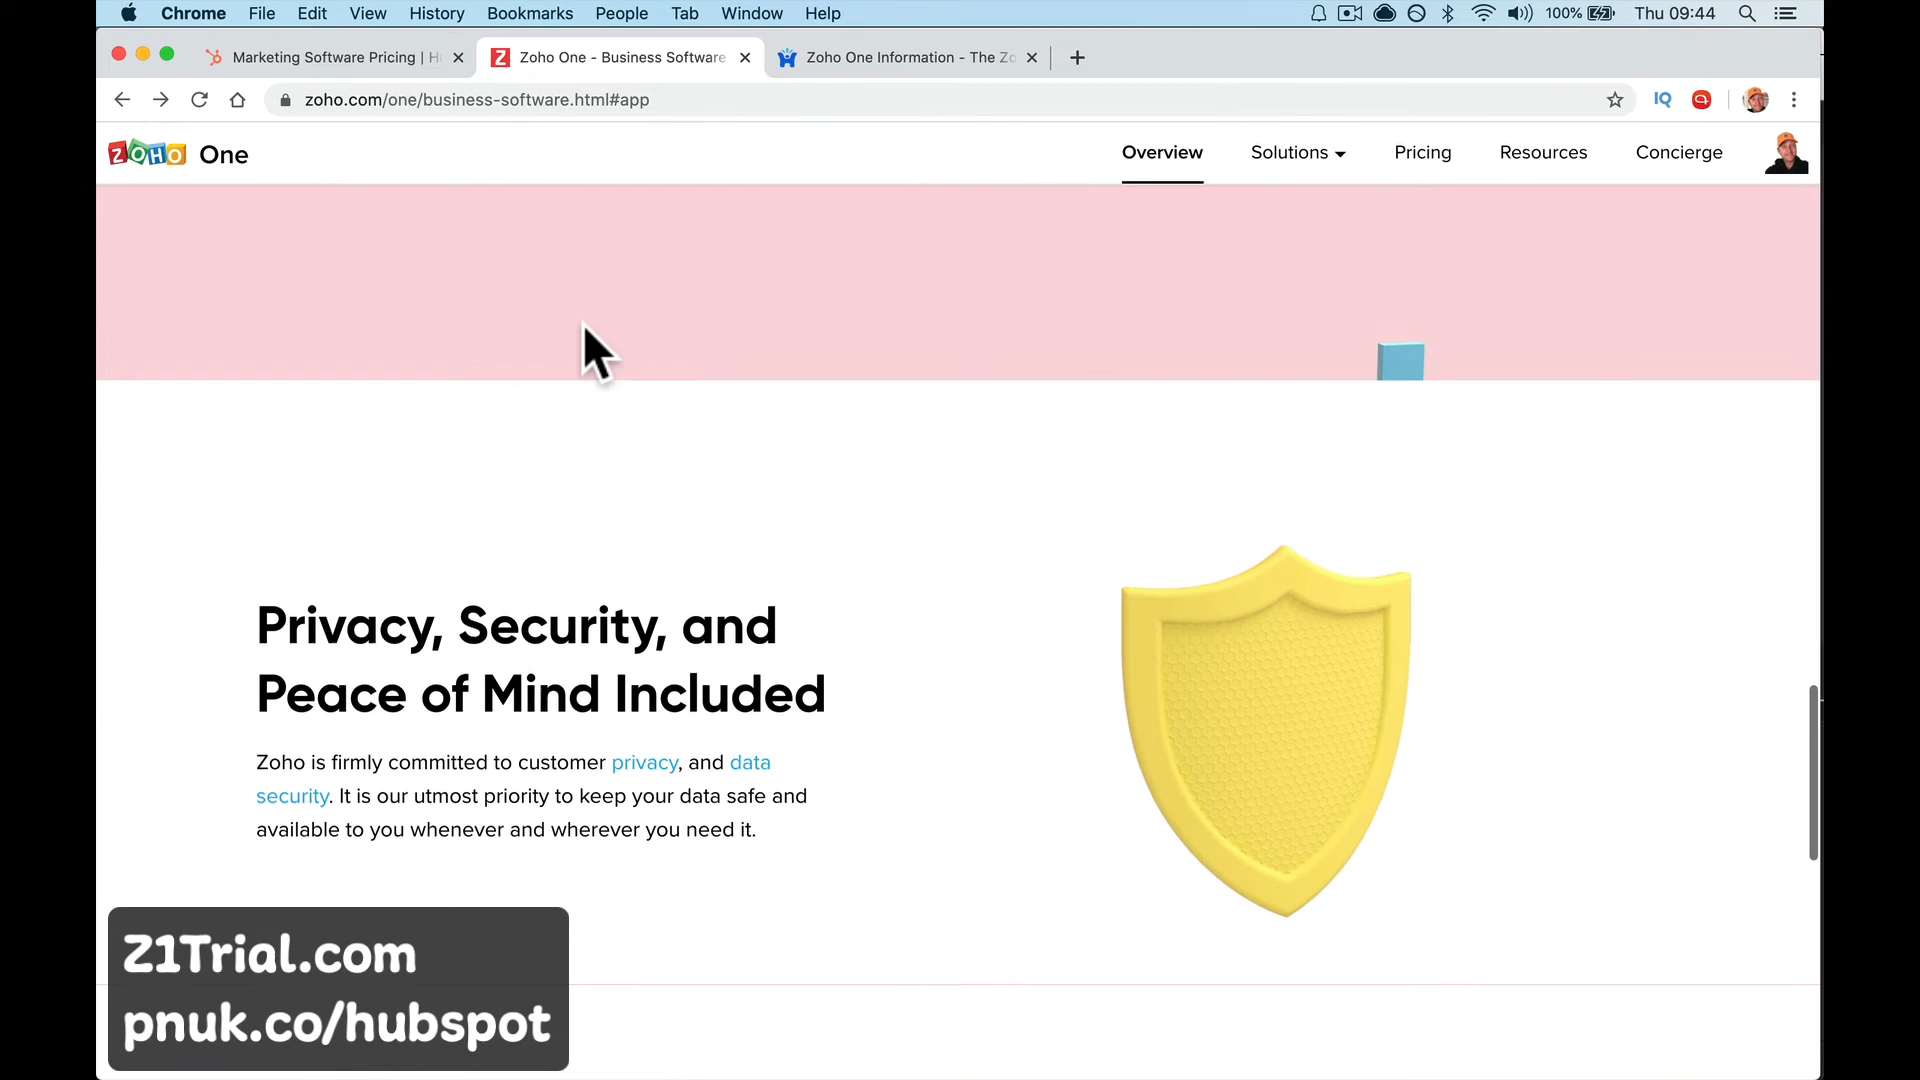 Chrome File Edit View History Bookmarks People Tab Window Help 100% Thu 09:44
Marketing Software Pricing | H Zoho One - Business Software Zoho One Information - The Zo
zoho.com/one/business-software.html#app IQ
ZOHO One Overview Solutions Pricing Resources Concierge
Privacy, Security, and
Peace of Mind Included
Zoho is firmly committed to customer privacy, and data
security. It is our utmost priority to keep your data safe and
available to you whenever and wherever you need it.
Z1Trial.com
pnuk.co/hubspot